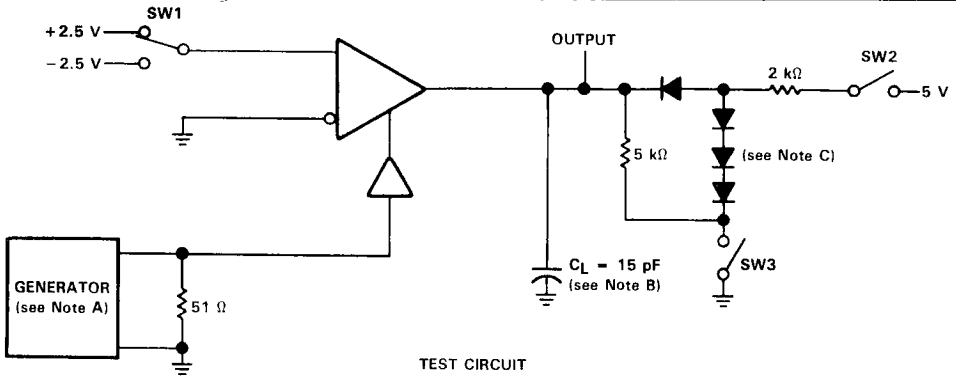 SW1
+2.5 V
−2.5 V
OUTPUT
SW2
2 kΩ
5 V
5 kΩ
(see Note C)
GENERATOR
(see Note A)
51 Ω
CL = 15 pF
(see Note B)
SW3
TEST CIRCUIT